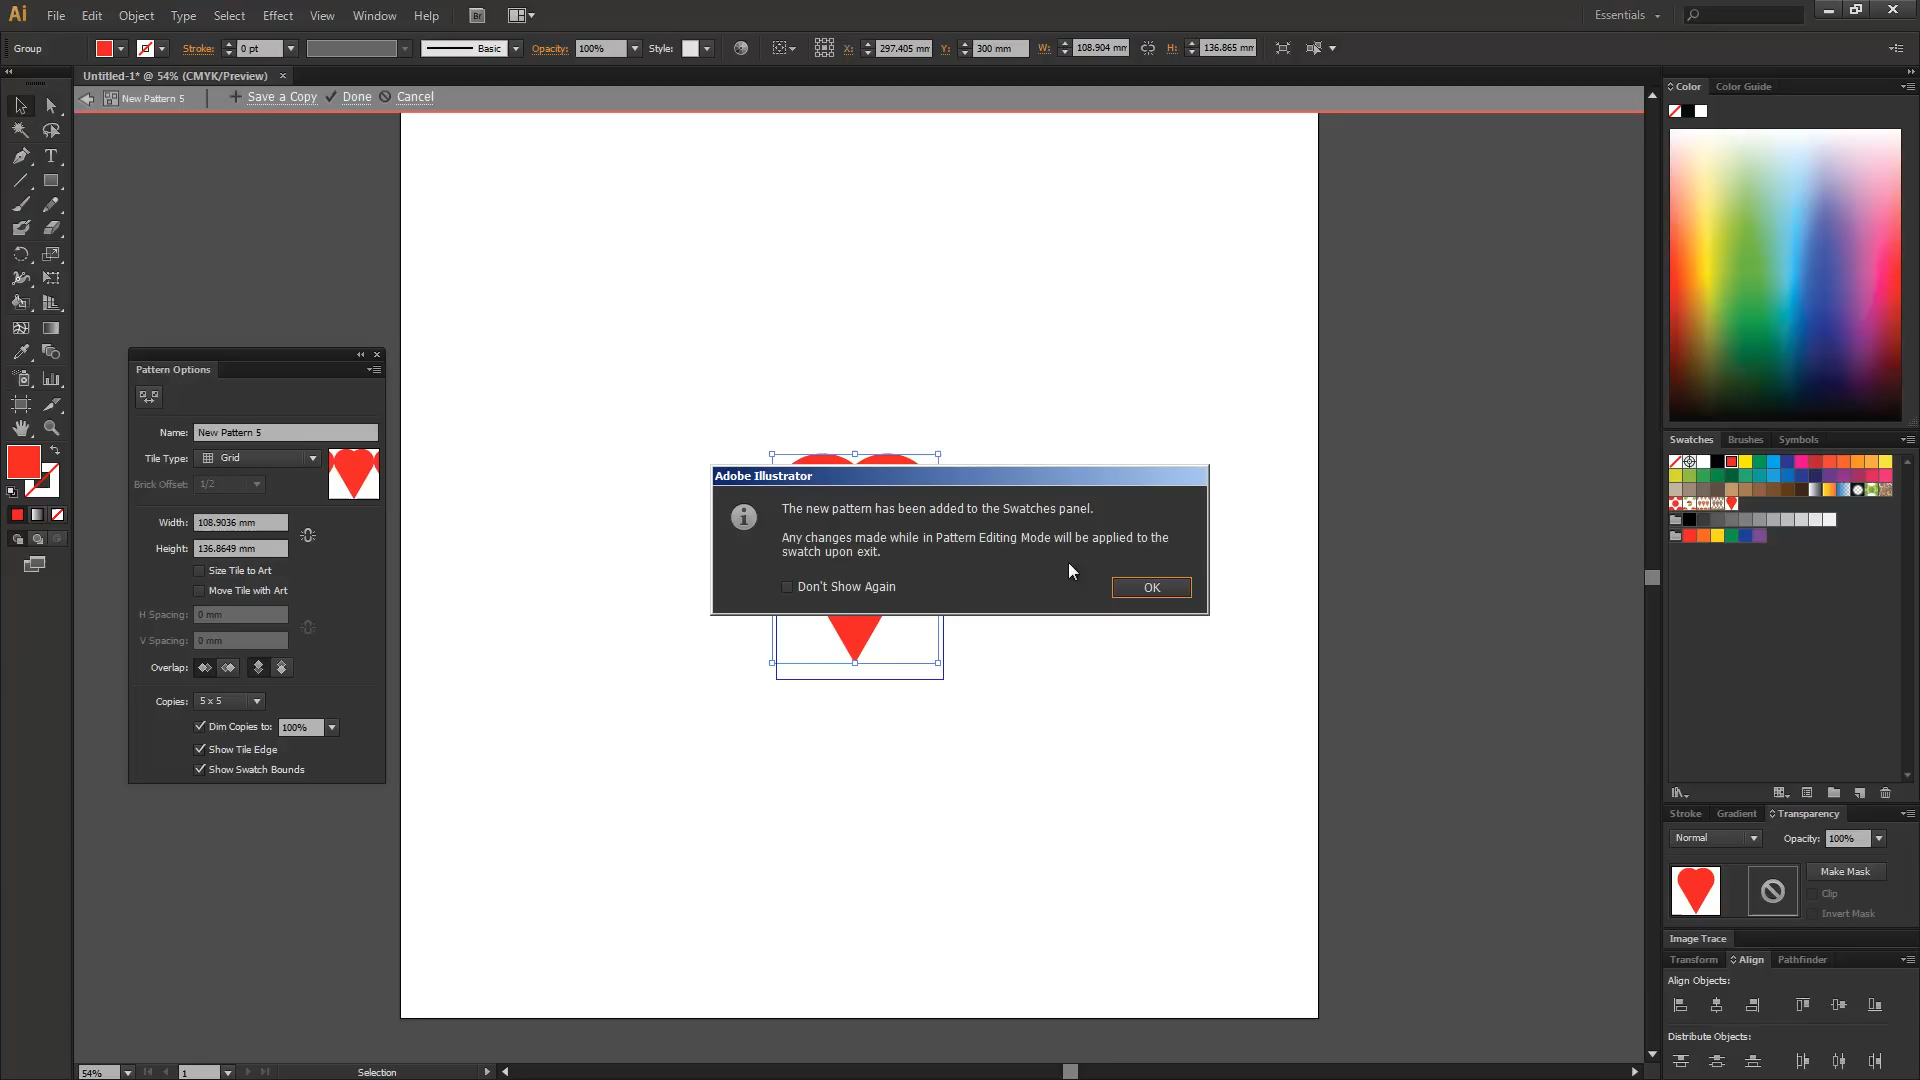 Ai File Edit Object Type Select Effect View Window Help Br Essentials
Group Stroke: 0 pt Basic Opacity: 100% Style: X: 297.405 mm Y: 300 mm W: 108.904 mm H: 136.865 mm
Untitled-1* @ 54% (CMYK/Preview)
New Pattern 5 Save a Copy Done Cancel
Color Color Guide
Pattern Options
Name: New Pattern 5
Tile Type: Grid
Brick Offset: 1/2
Width: 108.9036 mm
Height: 136.8649 mm
Size Tile to Art
Move Tile with Art
H Spacing: 0 mm
V Spacing: 0 mm
Overlap:
Copies: 5 x 5
Dim Copies to: 100%
Show Tile Edge
Show Swatch Bounds
Adobe Illustrator
The new pattern has been added to the Swatches panel.
Any changes made while in Pattern Editing Mode will be applied to the
swatch upon exit.
Don't Show Again
OK
Swatches Brushes Symbols
Stroke Gradient Transparency
Normal Opacity: 100%
Make Mask
Clip
Invert Mask
Image Trace
Transform Align Pathfinder
Align Objects:
Distribute Objects:
54% 1 Selection